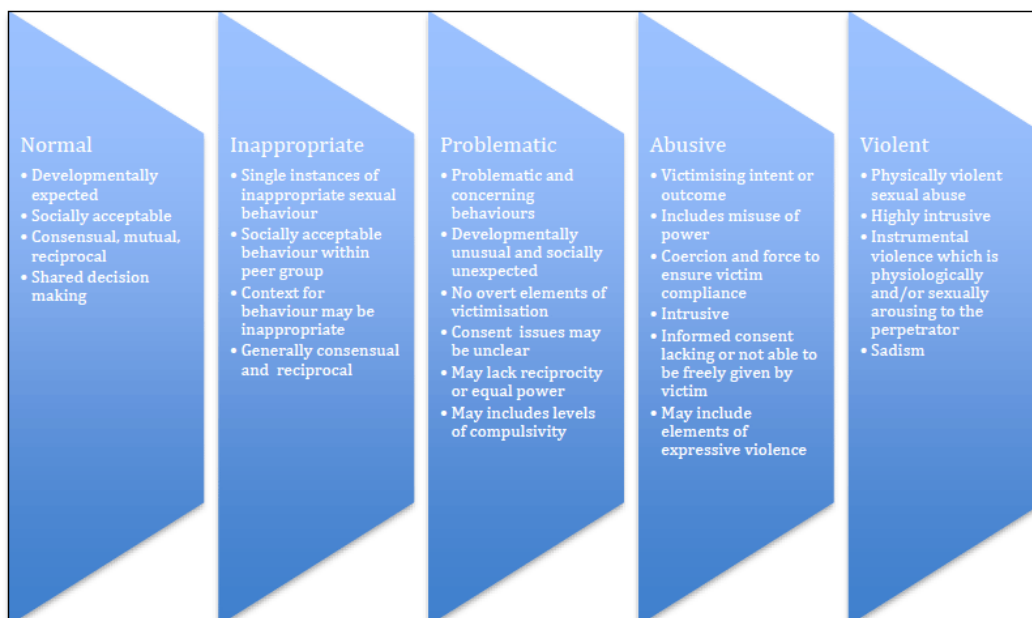 Normal
• Developmentally
expected
• Socially acceptable
• Consensual, mutual,
reciprocal
• Shared decision
making
Inappropriate
• Single instances of
inappropriate sexual
behaviour
• Socially acceptable
behaviour within
peer group
• Context for
behaviour may be
inappropriate
• Generally consensual
and reciprocal
Problematic
• Problematic and
concerning
behaviours
• Developmentally
unusual and socially
unexpected
• No overt elements of
victimisation
• Consent issues may
be unclear
• May lack reciprocity
or equal power
• May includes levels
of compulsivity
Abusive
• Victimising intent or
outcome
• Includes misuse of
power
• Coercion and force to
ensure victim
compliance
• Intrusive
• Informed consent
lacking or not able to
be freely given by
victim
• May include
elements of
expressive violence
Violent
• Physically violent
sexual abuse
• Highly intrusive
• Instrumental
violence which is
physiologically
and/or sexually
arousing to the
perpetrator
• Sadism